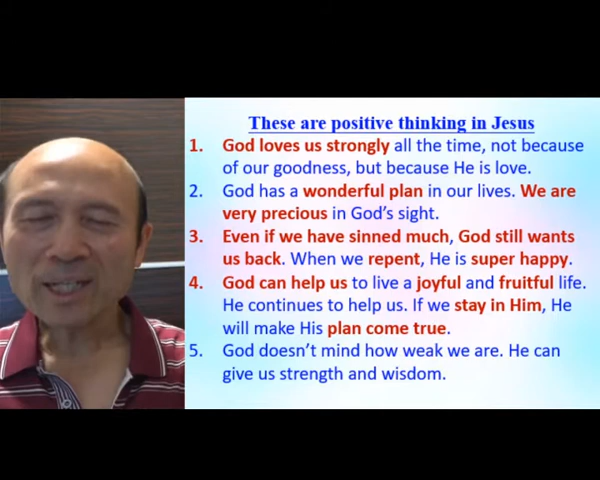 These are positive thinking in Jesus
1. God loves us strongly all the time, not because
of our goodness, but because He is love.
2. God has a wonderful plan in our lives. We are
very precious in God's sight.
3. Even if we have sinned much, God still wants
us back. When we repent, He is super happy.
4. God can help us to live a joyful and fruitful life.
He continues to help us. If we stay in Him, He
will make His plan come true.
5. God doesn't mind how weak we are. He can
give us strength and wisdom.